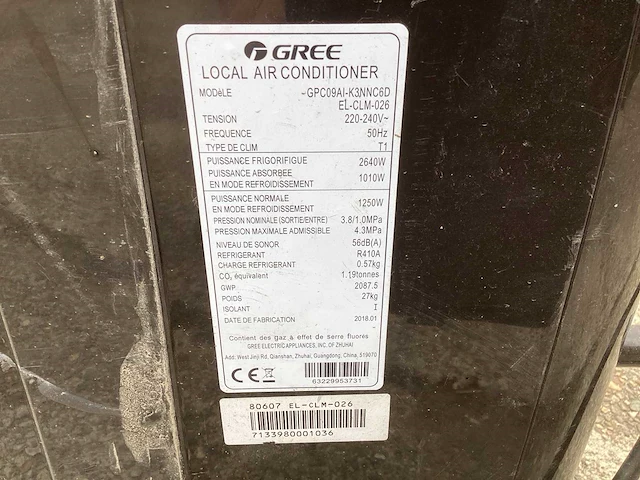 GREE
LOCAL AIR CONDITIONER
MODèLE GPC09AI-K3NNC6D
EL-CLM-026
TENSION 220-240V~
FREQUENCE 50Hz
TYPE DE CLIM T1
PUISSANCE FRIGORIFIGUE 2640W
PUISSANCE ABSORBEE
EN MODE REFROIDISSEMENT 1010W
PUISSANCE NORMALE
EN MODE REFROIDISSEMENT 1250W
PRESSION NOMINALE (SORTIE/ENTRE) 3.8/1.0MPa
PRESSION MAXIMALE ADMISSIBLE 4.3MPa
NIVEAU DE SONOR 56dB(A)
REFRIGERANT R410A
CHARGE REFRIGERANT 0.57kg
CO₂ équivalent 1.19tonnes
GWP 2087.5
POIDS 27kg
ISOLANT I
DATE DE FABRICATION 2018.01
Contient des gaz à effet de serre fluorés
GREE ELECTRIC APPLIANCES, INC. OF ZHUHAI
Add: West Jinji Rd, Qianshan, Zhuhai, Guangdong, China, 519070
CE
63229953731
80607 EL-CLM-026
7133980001036